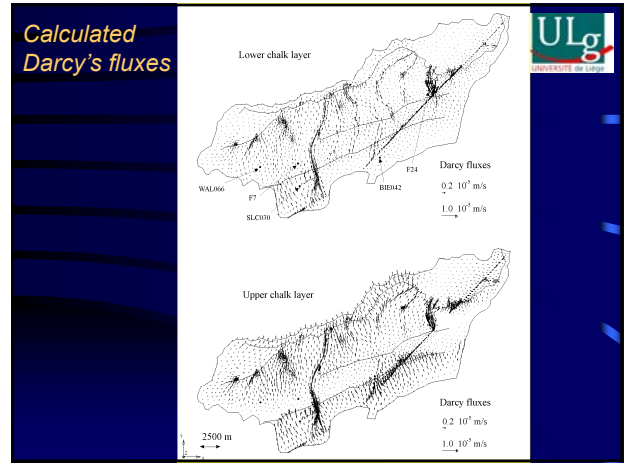 Calculated
Darcy's fluxes
ULg
UNIVERSITÉ de Liège
Lower chalk layer
WAL066
F7
SLC030
BIE042
F24
Darcy fluxes
0.2 10⁻⁵ m/s
1.0 10⁻⁵ m/s
Upper chalk layer
Darcy fluxes
0.2 10⁻⁵ m/s
1.0 10⁻⁵ m/s
2500 m